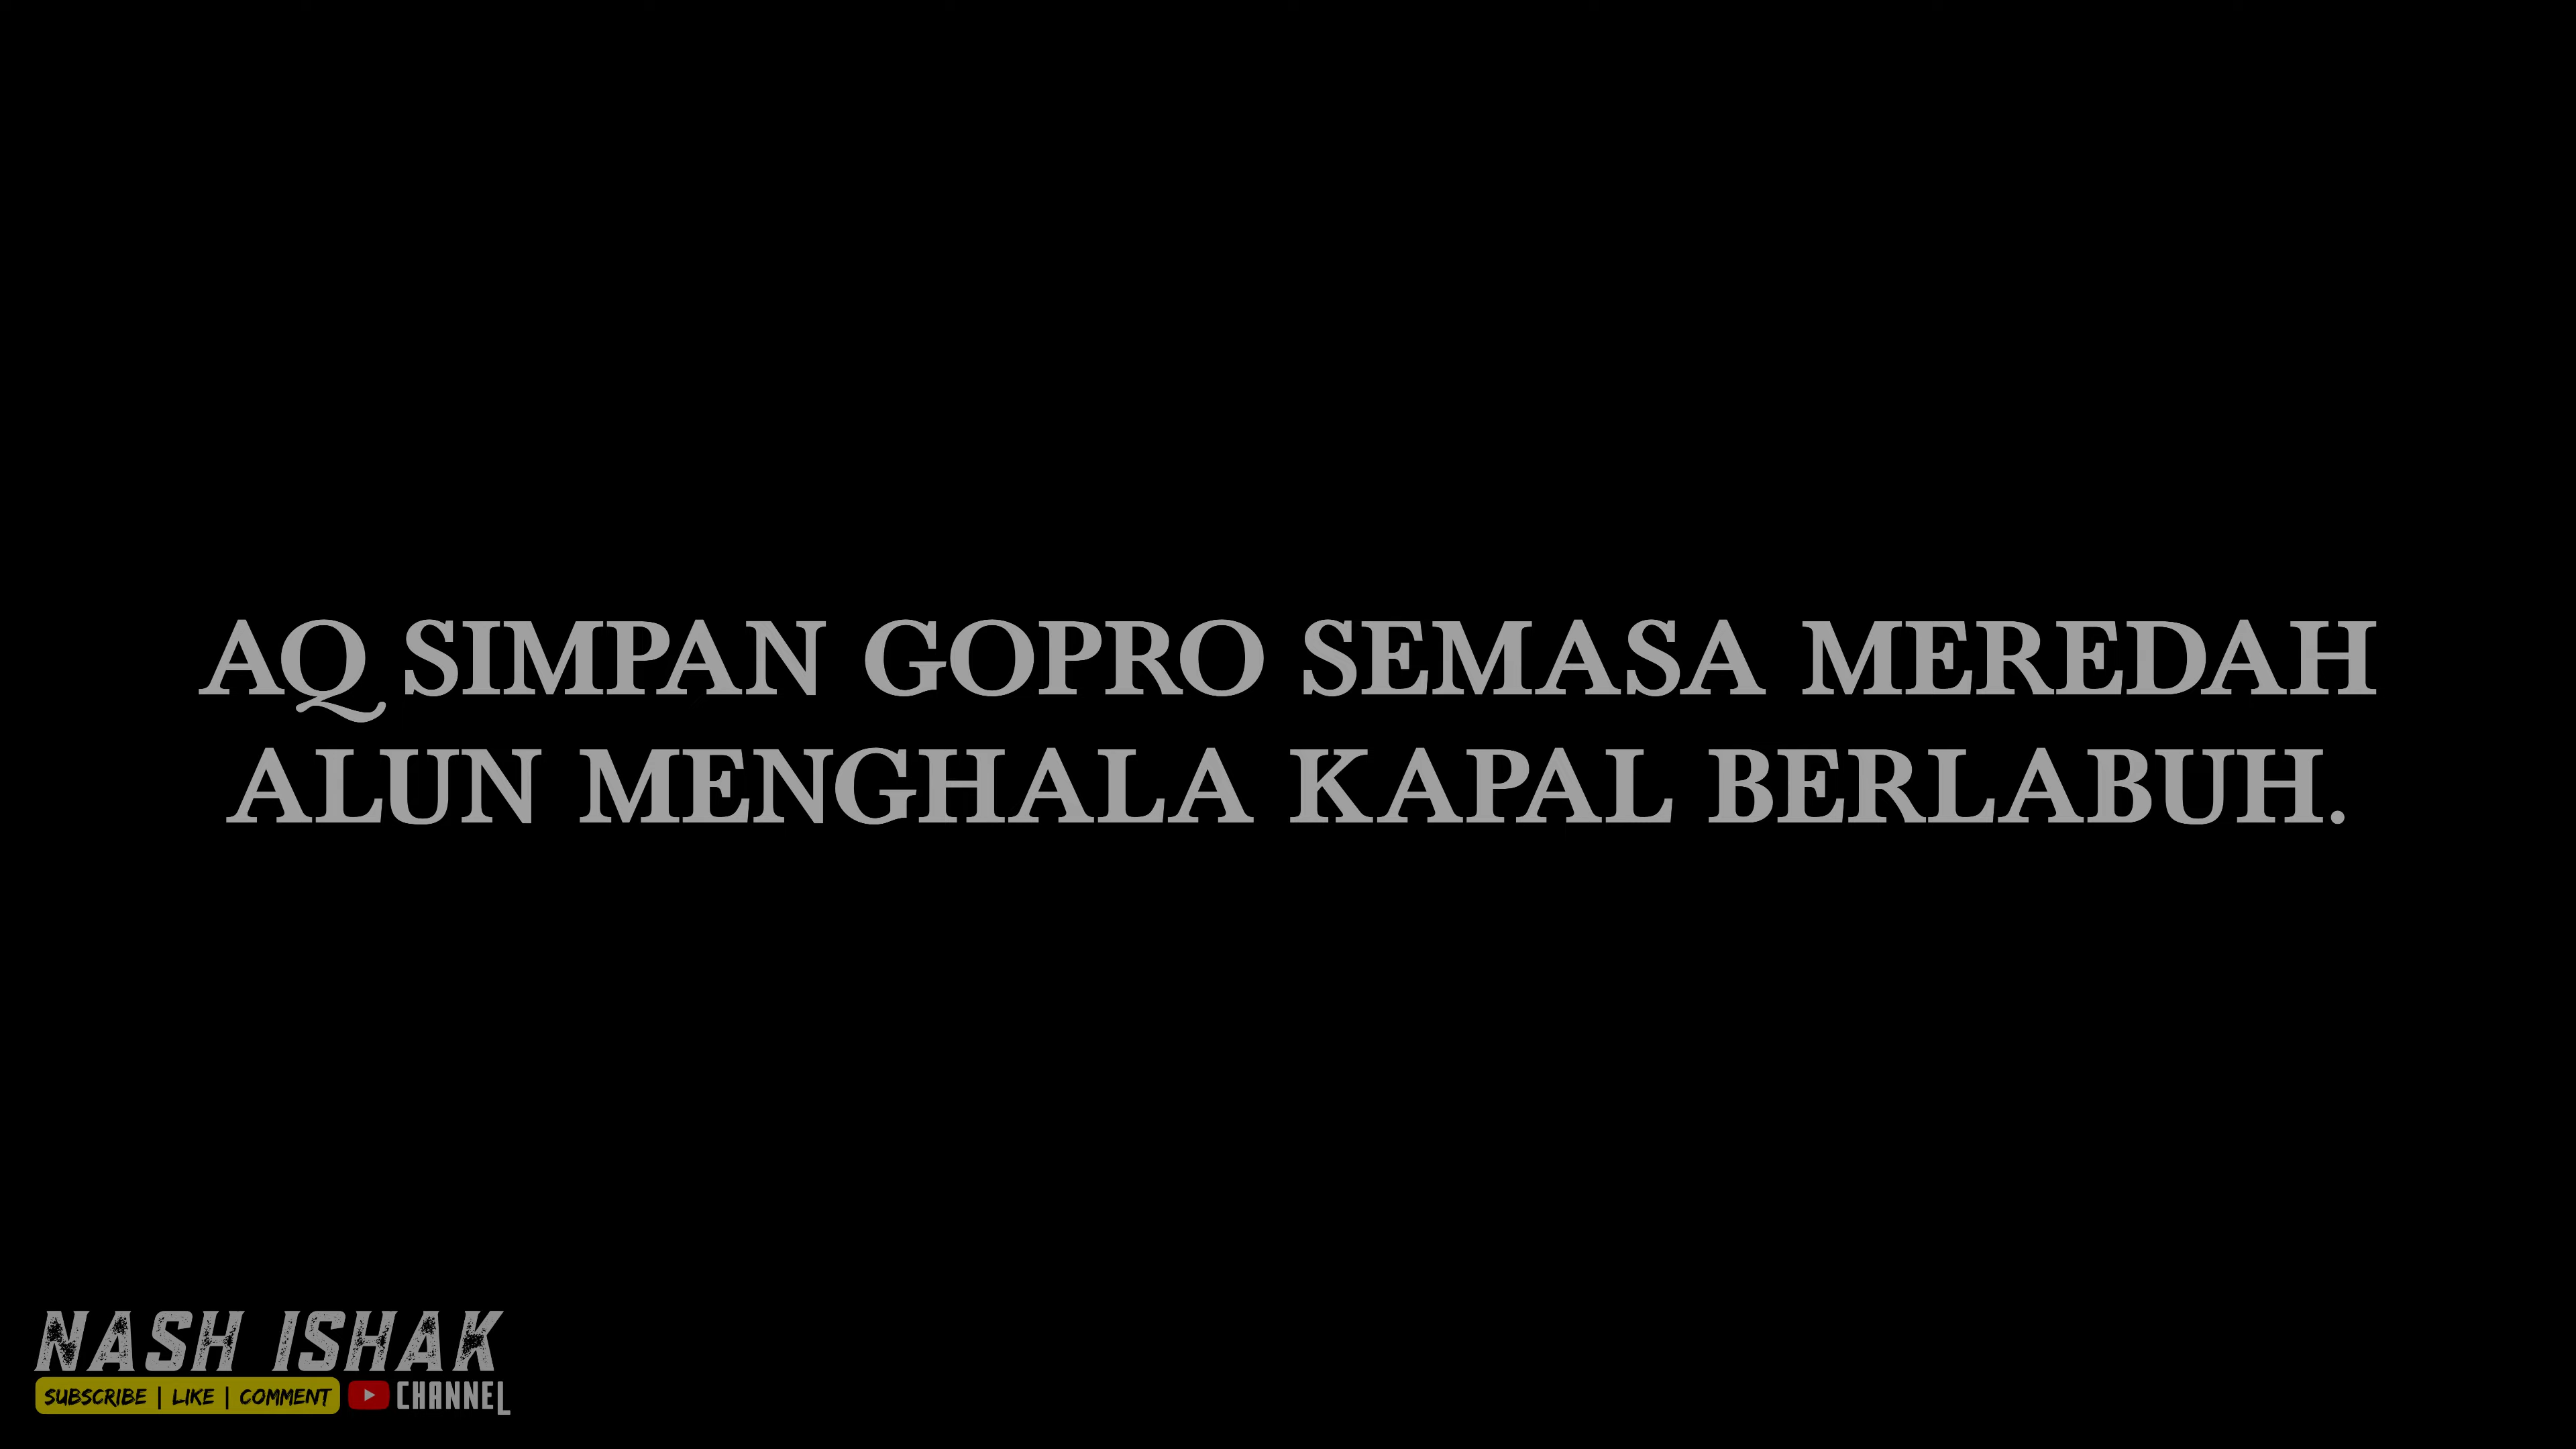 AQ SIMPAN GOPRO SEMASA MEREDAH
ALUN MENGHALA KAPAL BERLABUH.
NASH ISHAK
SUBSCRIBE | LIKE | COMMENT CHANNEL